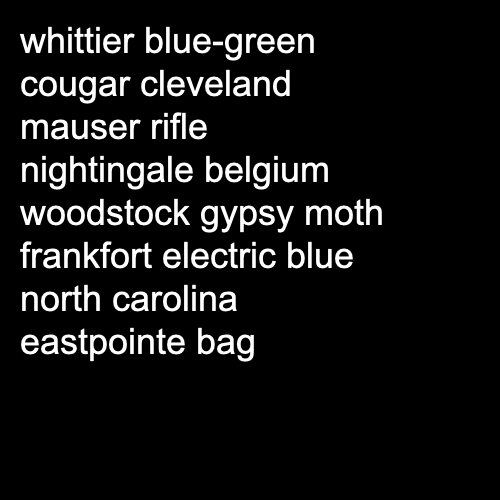 whittier blue-green
cougar cleveland
mauser rifle
nightingale belgium
woodstock gypsy moth
frankfort electric blue
north carolina
eastpointe bag